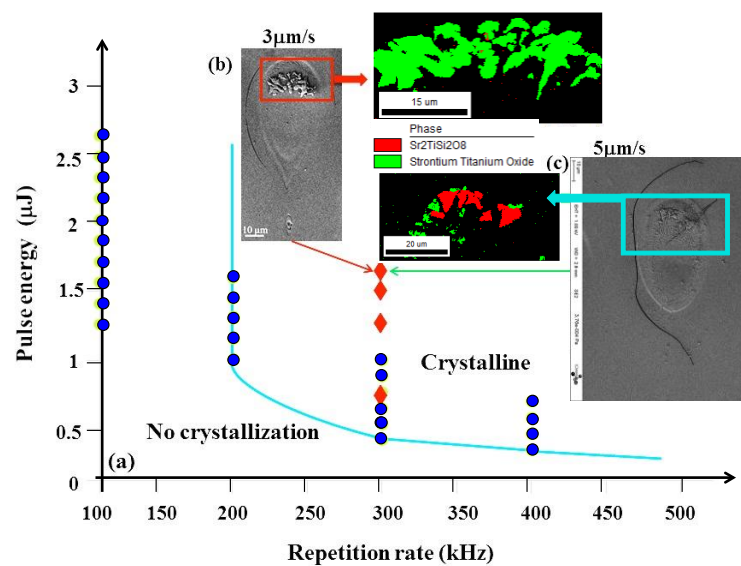 3μm/s
(b)
10 μm
15 um
Phase
Sr2TiSi2O8
Strontium Titanium Oxide
20 um
(c)
5μm/s
Pulse energy (μJ)
3
2.5
2
1.5
1
0.5
0
Crystalline
No crystallization
(a)
100 150 200 250 300 350 400 450 500
Repetition rate (kHz)